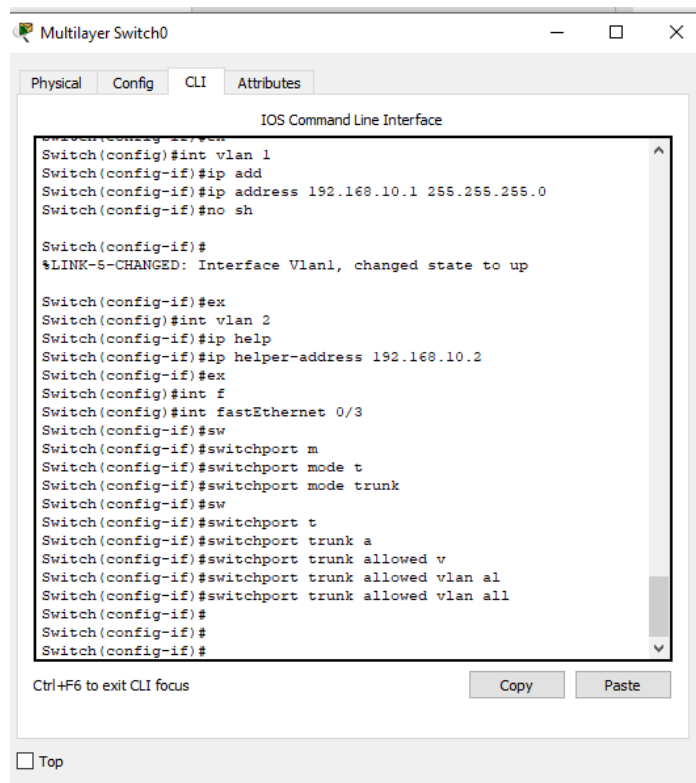 Multilayer Switch0
Physical Config CLI Attributes
IOS Command Line Interface
Switch(config-if)#ex
Switch(config)#int vlan 1
Switch(config-if)#ip add
Switch(config-if)#ip address 192.168.10.1 255.255.255.0
Switch(config-if)#no sh
Switch(config-if)#
%LINK-5-CHANGED: Interface Vlan1, changed state to up
Switch(config-if)#ex
Switch(config)#int vlan 2
Switch(config-if)#ip help
Switch(config-if)#ip helper-address 192.168.10.2
Switch(config-if)#ex
Switch(config)#int f
Switch(config)#int fastEthernet 0/3
Switch(config-if)#sw
Switch(config-if)#switchport m
Switch(config-if)#switchport mode t
Switch(config-if)#switchport mode trunk
Switch(config-if)#sw
Switch(config-if)#switchport t
Switch(config-if)#switchport trunk a
Switch(config-if)#switchport trunk allowed v
Switch(config-if)#switchport trunk allowed vlan al
Switch(config-if)#switchport trunk allowed vlan all
Switch(config-if)#
Switch(config-if)#
Switch(config-if)#
Ctrl+F6 to exit CLI focus
Copy Paste
Top